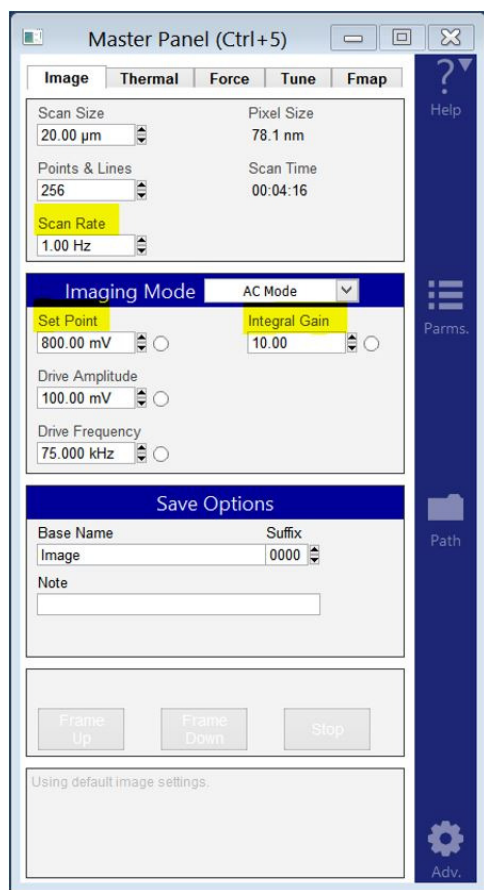 Master Panel (Ctrl+5)
Image Thermal Force Tune Fmap
Help
Scan Size Pixel Size
20.00 µm 78.1 nm
Points & Lines Scan Time
256 00:04:16
Scan Rate
1.00 Hz
Imaging Mode AC Mode
Parms.
Set Point Integral Gain
800.00 mV 10.00
Drive Amplitude
100.00 mV
Drive Frequency
75.000 kHz
Save Options
Base Name Suffix
Image 0000
Path
Note
Frame Up Frame Down Stop
Using default image settings.
Adv.